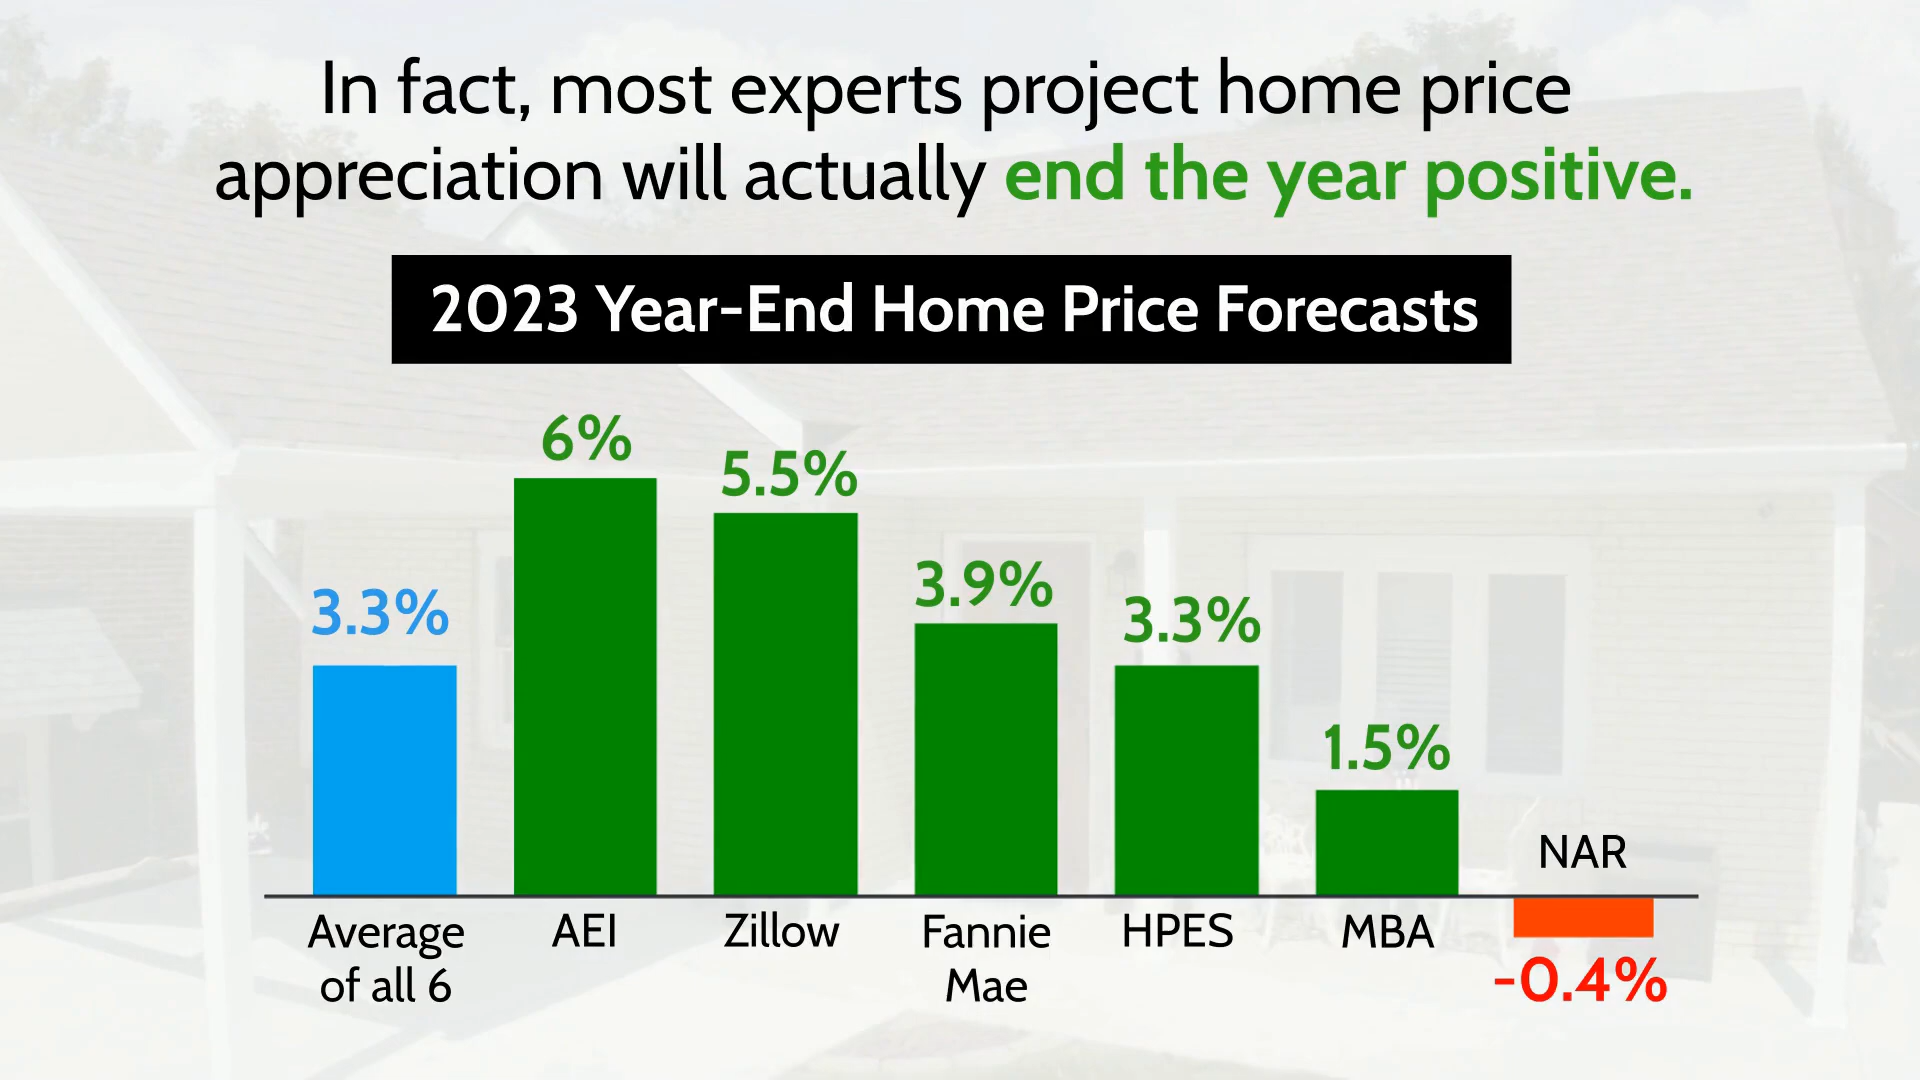 In fact, most experts project home price
appreciation will actually end the year positive.
2023 Year-End Home Price Forecasts
3.3%
6%
5.5%
3.9%
3.3%
1.5%
NAR
Average
of all 6
AEI
Zillow
Fannie
Mae
HPES
MBA
-0.4%